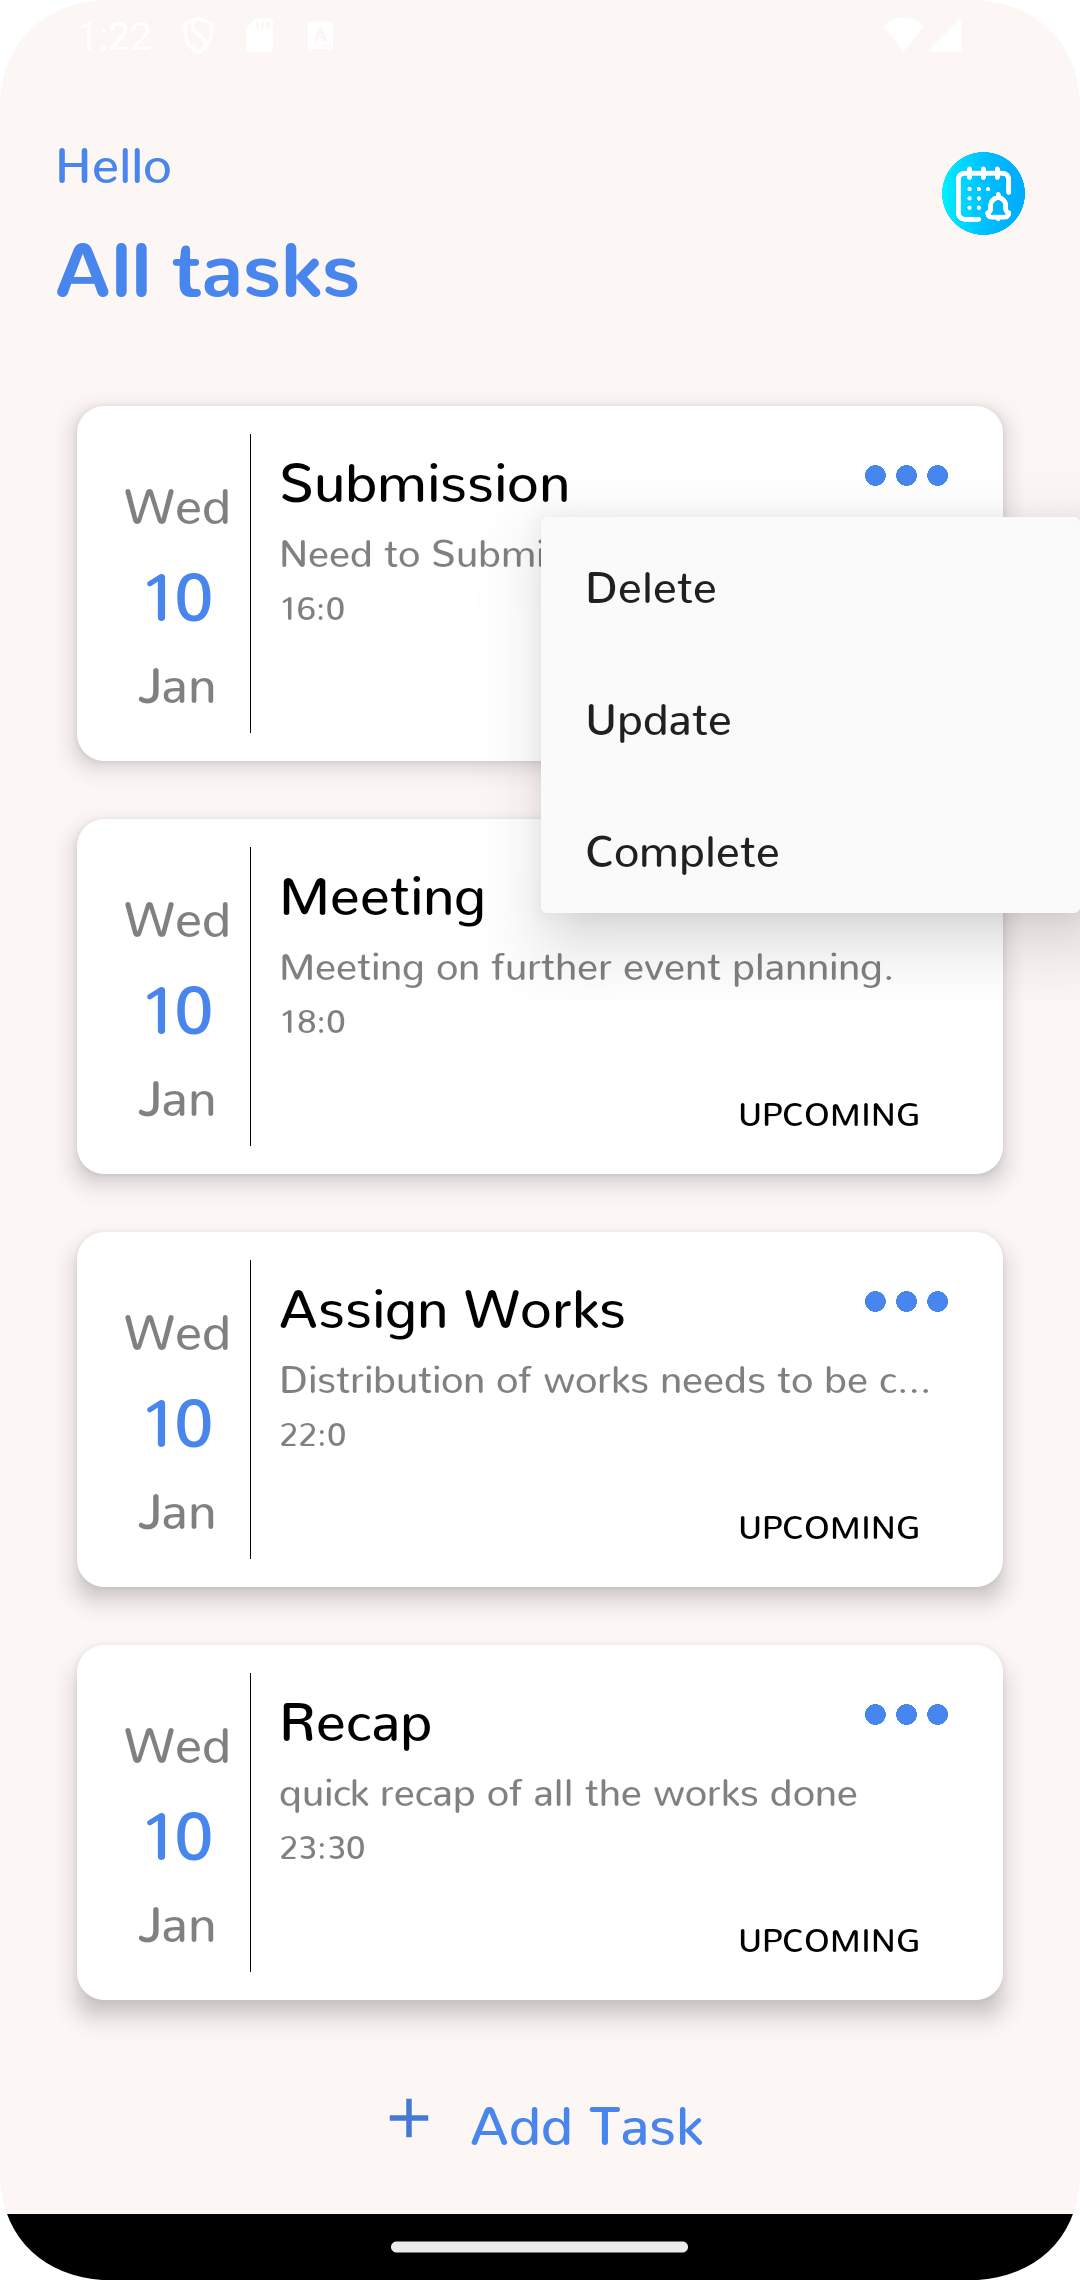 1:22
Hello
All tasks
Wed
10
Jan
Submission
Need to Submi
16:0
Delete
Update
Complete
Wed
10
Jan
Meeting
Meeting on further event planning.
18:0
UPCOMING
Wed
10
Jan
Assign Works
Distribution of works needs to be c...
22:0
UPCOMING
Wed
10
Jan
Recap
quick recap of all the works done
23:30
UPCOMING
+ Add Task